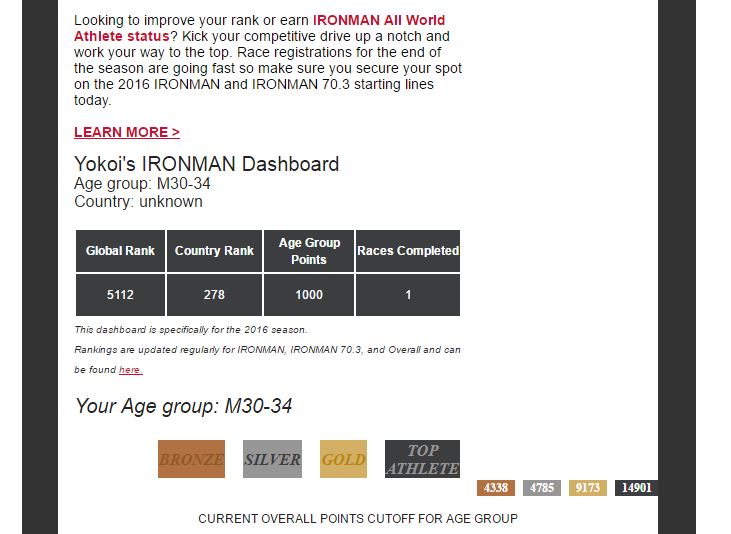 Looking to improve your rank or earn IRONMAN All World
Athlete status? Kick your competitive drive up a notch and
work your way to the top. Race registrations for the end of
the season are going fast so make sure you secure your spot
on the 2016 IRONMAN and IRONMAN 70.3 starting lines
today.
LEARN MORE >
Yokoi's IRONMAN Dashboard
Age group: M30-34
Country: unknown
Global Rank Country Rank Age Group Points Races Completed
5112 278 1000 1
This dashboard is specifically for the 2016 season.
Rankings are updated regularly for IRONMAN, IRONMAN 70.3, and Overall and can
be found here.
Your Age group: M30-34
BRONZE SILVER GOLD TOP ATHLETE
4338 4785 9173 14901
CURRENT OVERALL POINTS CUTOFF FOR AGE GROUP